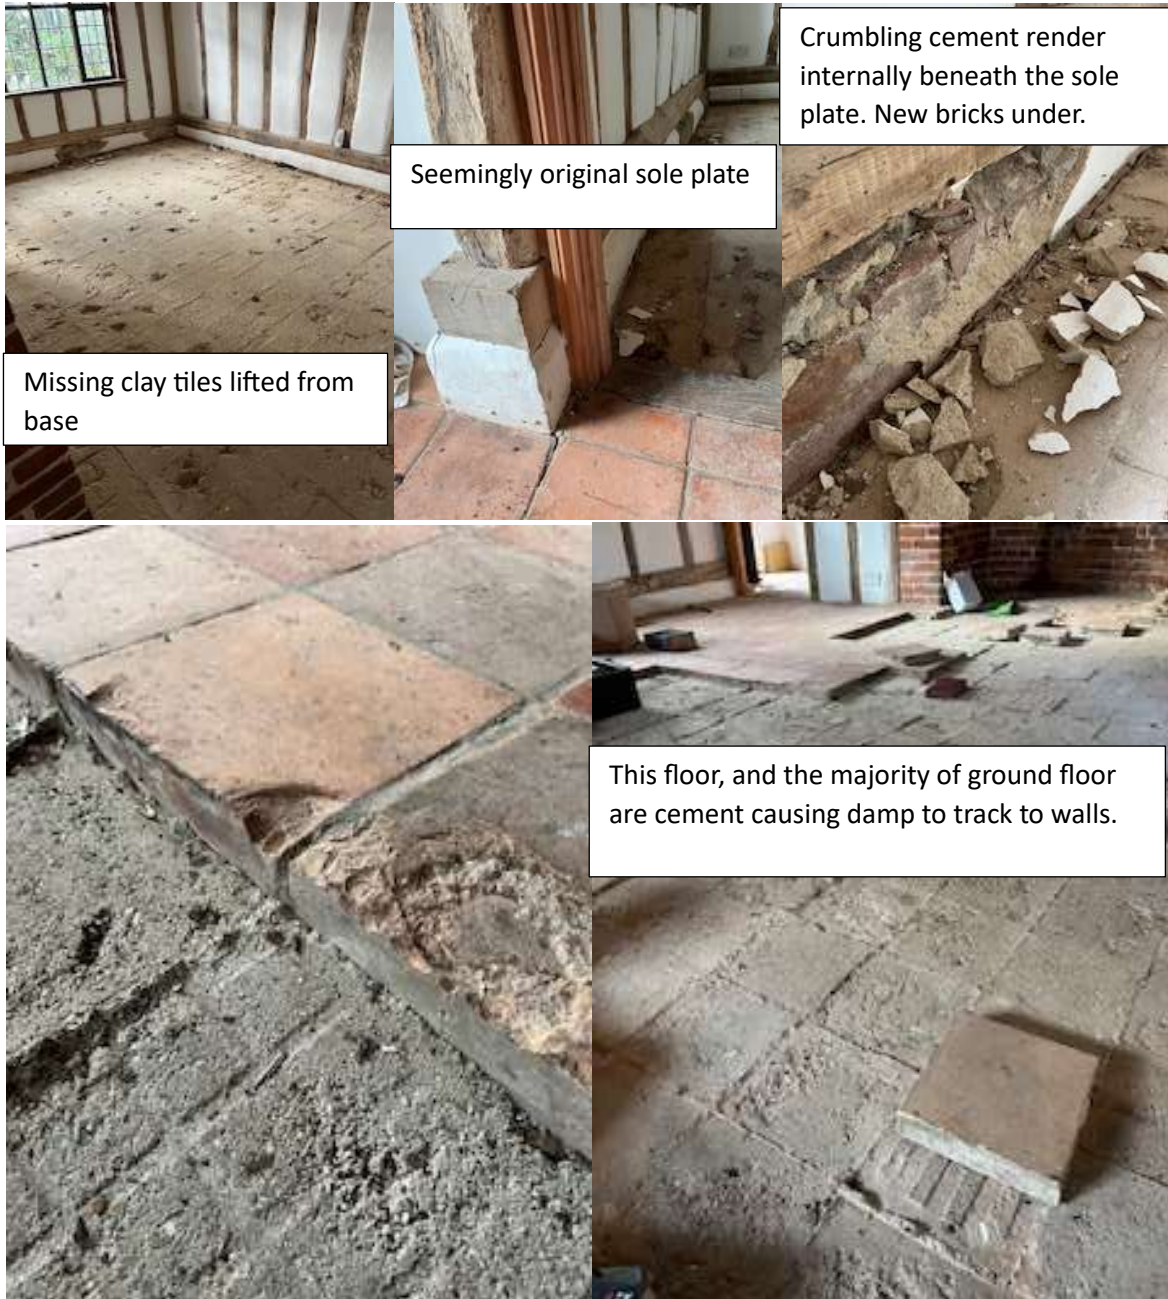 Crumbling cement render
internally beneath the sole
plate. New bricks under.
Seemingly original sole plate
Missing clay tiles lifted from
base
This floor, and the majority of ground floor
are cement causing damp to track to walls.